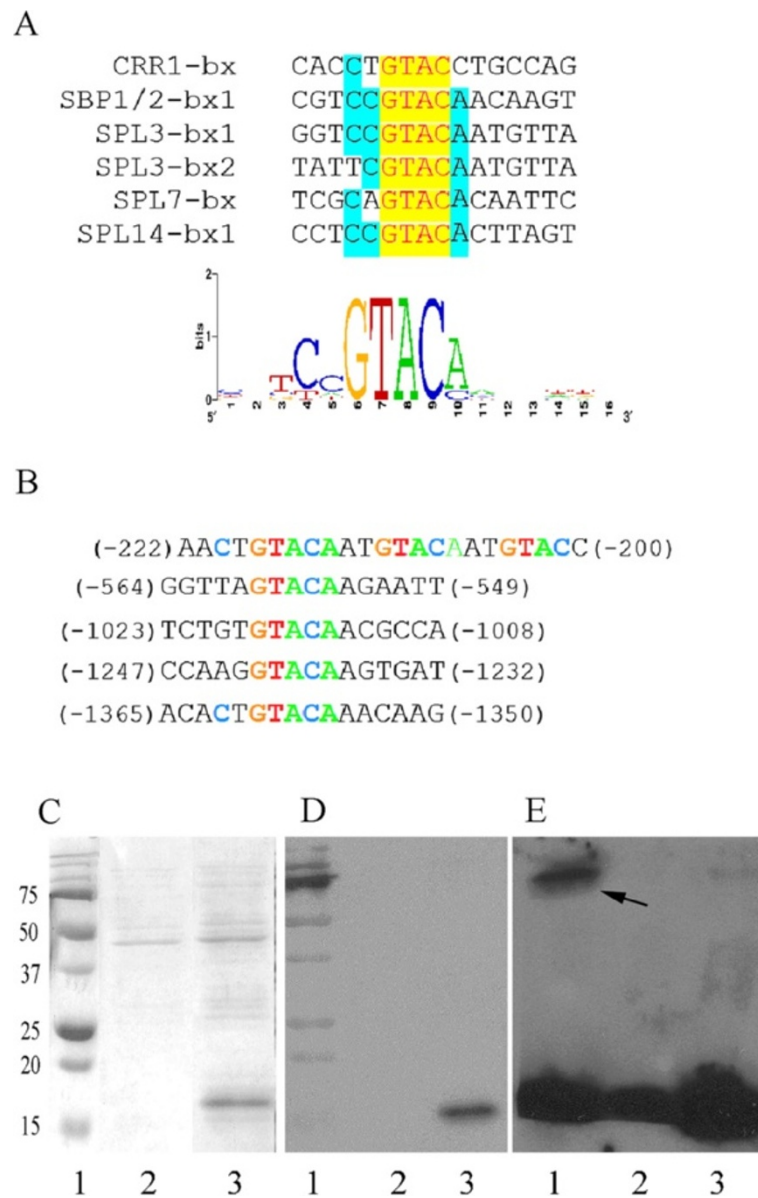 A
CRR1-bx CACCTGTACCTGCCAG
SBP1/2-bx1 CGTCCGTACAACAAGT
SPL3-bx1 GGTCCGTACAATGTTA
SPL3-bx2 TATTCGTACAATGTTA
SPL7-bx TCGCAGTACACAATTC
SPL14-bx1 CCTCCGTACACTTAGT
2
bits
1
0
TCCGTACA
5' 1 2 3 4 5 6 7 8 9 10 11 12 13 14 15 16 3'
B
(-222)AACTGTACAATGTACAATGTACC(-200)
(-564)GGTTAGTACAAGAATT(-549)
(-1023)TCTGTGTACAACGCCA(-1008)
(-1247)CCAAGGTACAAGTGAT(-1232)
(-1365)ACACTGTACAAACAAG(-1350)
C D E
75
50
37
25
20
15
1 2 3 1 2 3 1 2 3